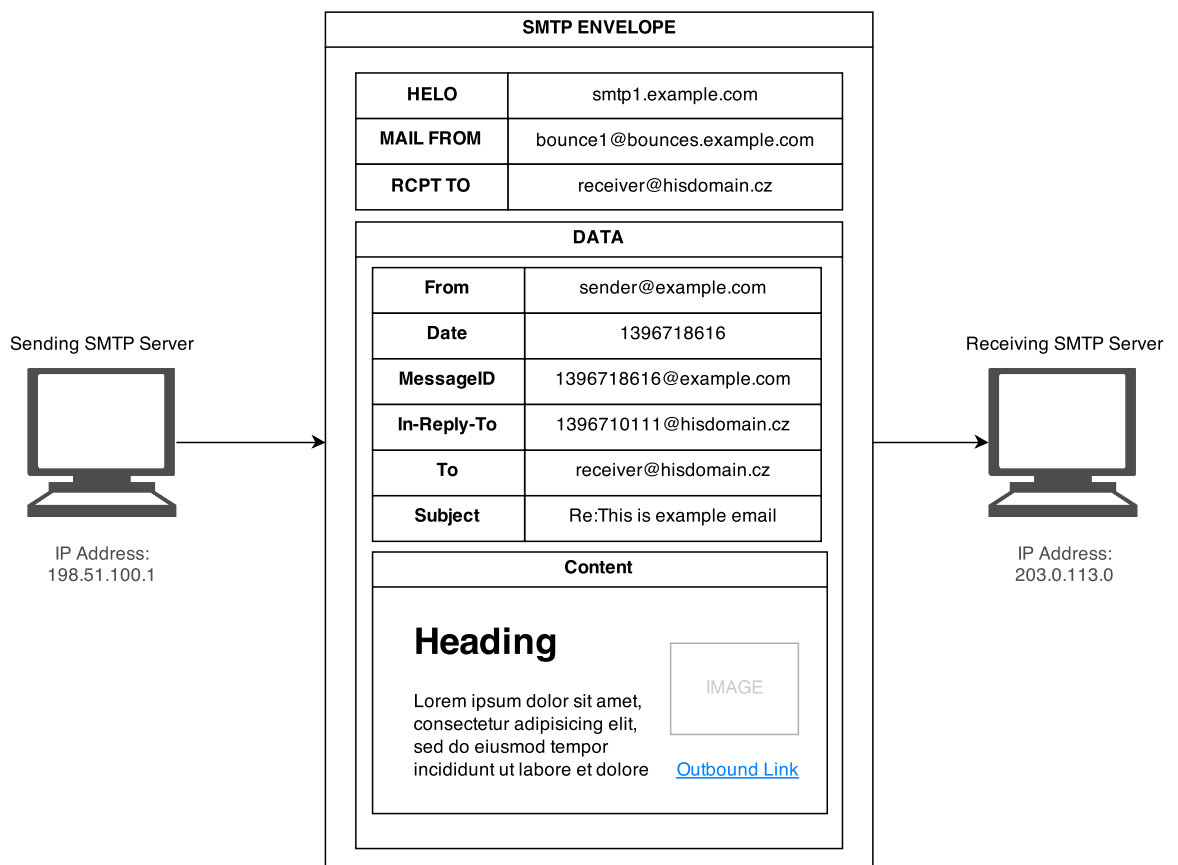 SMTP ENVELOPE
HELO smtp1.example.com
MAIL FROM bounce1@bounces.example.com
RCPT TO receiver@hisdomain.cz
DATA
From sender@example.com
Date 1396718616
MessageID 1396718616@example.com
In-Reply-To 1396710111@hisdomain.cz
To receiver@hisdomain.cz
Subject Re:This is example email
Content
Heading
Lorem ipsum dolor sit amet,
consectetur adipisicing elit,
sed do eiusmod tempor
incididunt ut labore et dolore
IMAGE
Outbound Link
Sending SMTP Server
IP Address:
198.51.100.1
Receiving SMTP Server
IP Address:
203.0.113.0